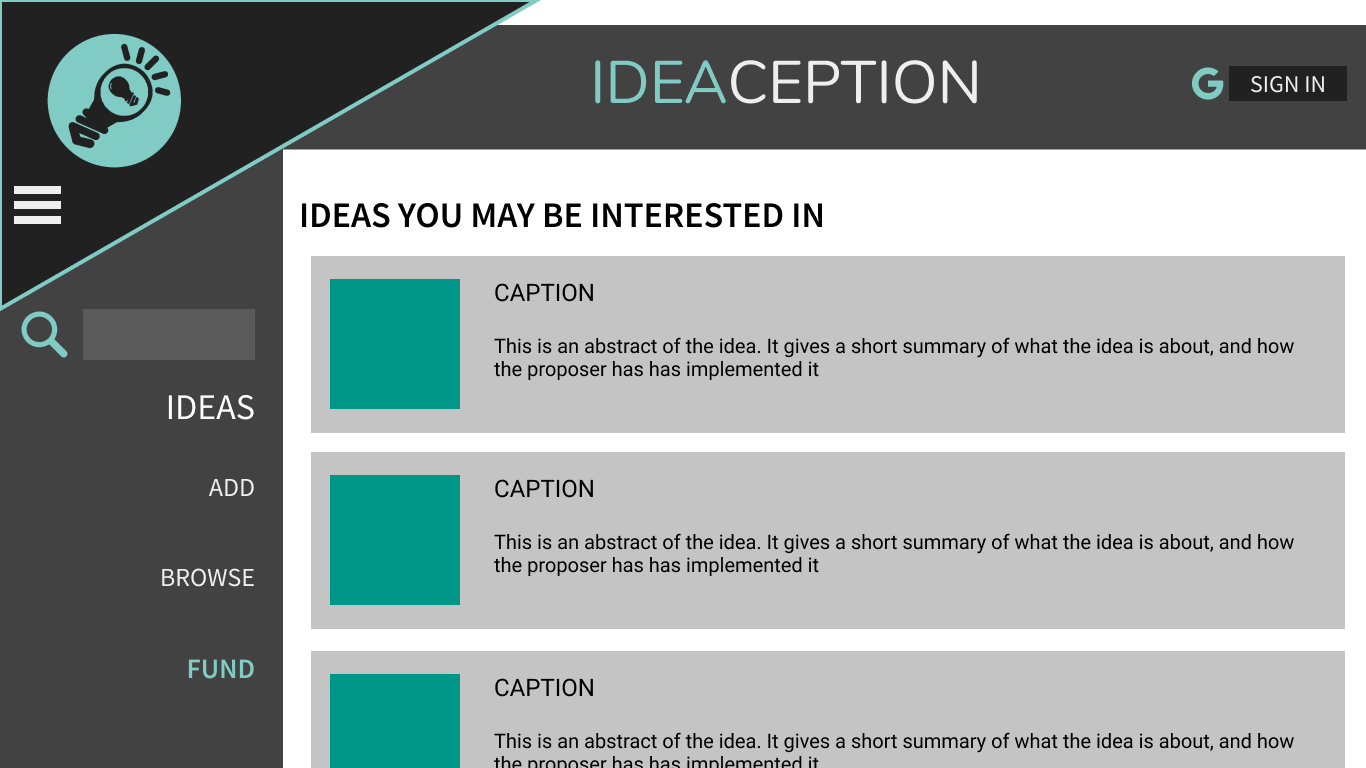 IDEACEPTION
SIGN IN
IDEAS
ADD
BROWSE
FUND
IDEAS YOU MAY BE INTERESTED IN
CAPTION
This is an abstract of the idea. It gives a short summary of what the idea is about, and how
the proposer has has implemented it
CAPTION
This is an abstract of the idea. It gives a short summary of what the idea is about, and how
the proposer has has implemented it
CAPTION
This is an abstract of the idea. It gives a short summary of what the idea is about, and how
the proposer has has implemented it